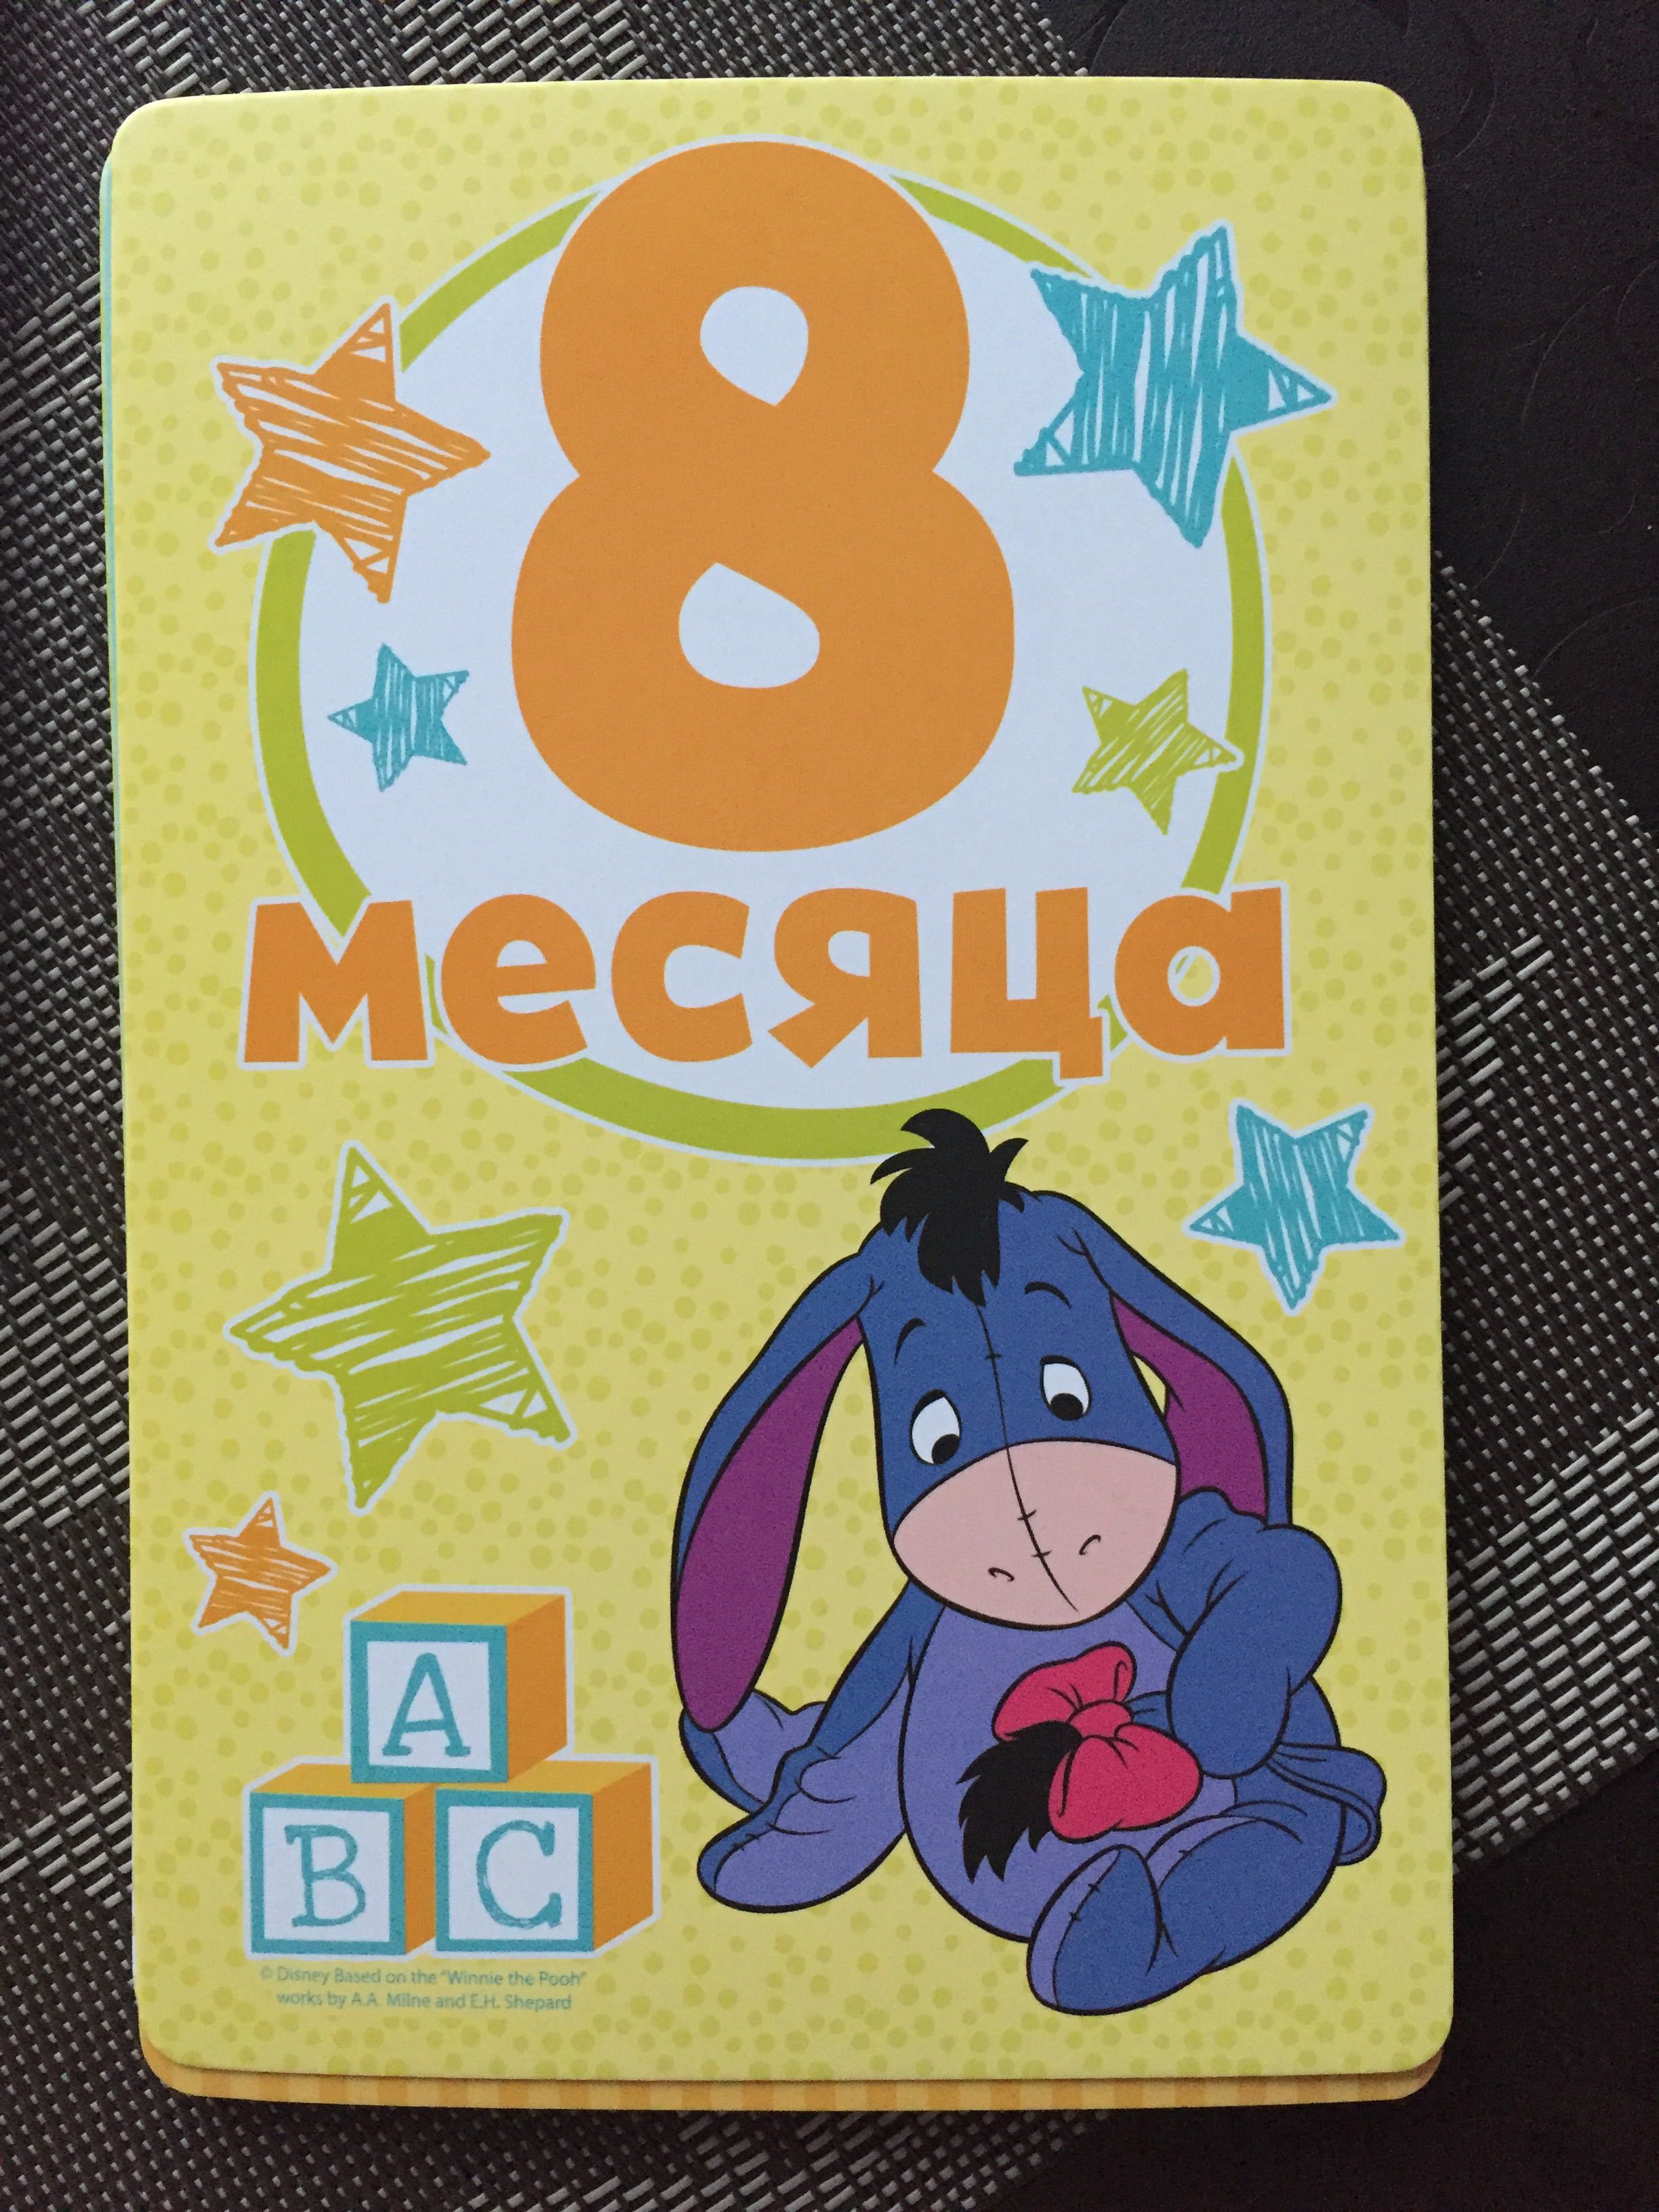 8
месяца
A
B C
© Disney Based on the "Winnie the Pooh"
works by A.A. Milne and E.H. Shepard